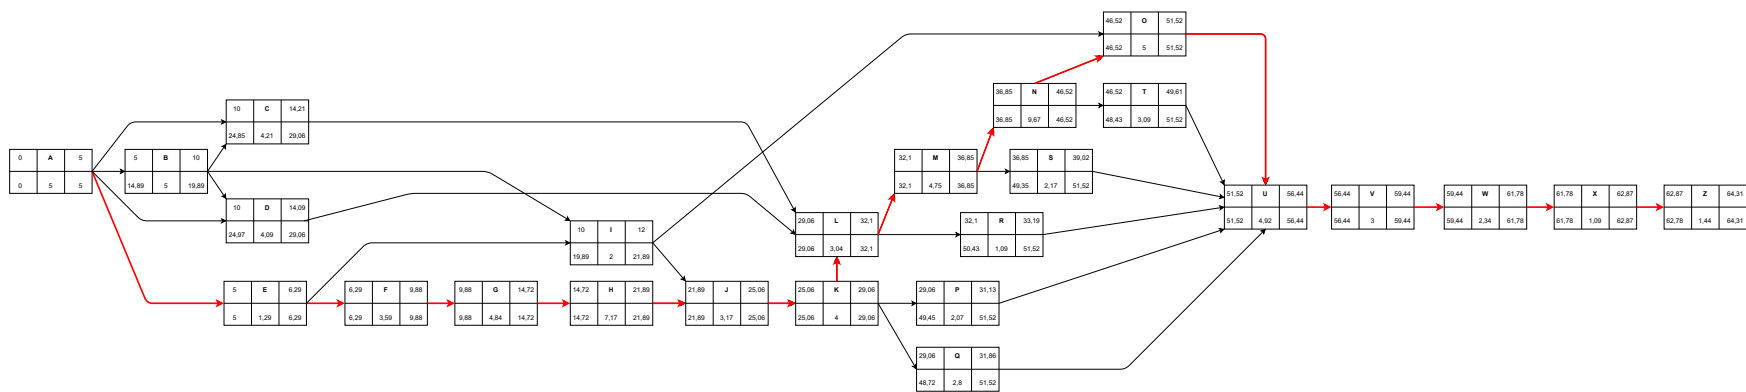 46,52 O 51,52
46,52 5 51,52
36,85 N 46,52
36,85 9,67 46,52
46,52 T 49,61
48,43 3,09 51,52
10 C 14,21
24,85 4,21 29,06
0 A 5
0 5 5
5 B 10
14,89 5 19,89
32,1 M 36,85
32,1 4,75 36,85
36,85 S 39,02
49,35 2,17 51,52
10 D 14,09
24,97 4,09 29,06
10 I 12
19,89 2 21,89
29,06 L 32,1
29,06 3,04 32,1
32,1 R 33,19
50,43 1,09 51,52
51,52 U 56,44
51,52 4,92 56,44
56,44 V 59,44
56,44 3 59,44
59,44 W 61,78
59,44 2,34 61,78
61,78 X 62,87
61,78 1,09 62,87
62,87 Z 64,31
62,78 1,44 64,31
5 E 6,29
5 1,29 6,29
6,29 F 9,88
6,29 3,59 9,88
9,88 G 14,72
9,88 4,84 14,72
14,72 H 21,89
14,72 7,17 21,89
21,89 J 25,06
21,89 3,17 25,06
25,06 K 29,06
25,06 4 29,06
29,06 P 31,13
49,45 2,07 51,52
29,06 Q 31,86
48,72 2,8 51,52